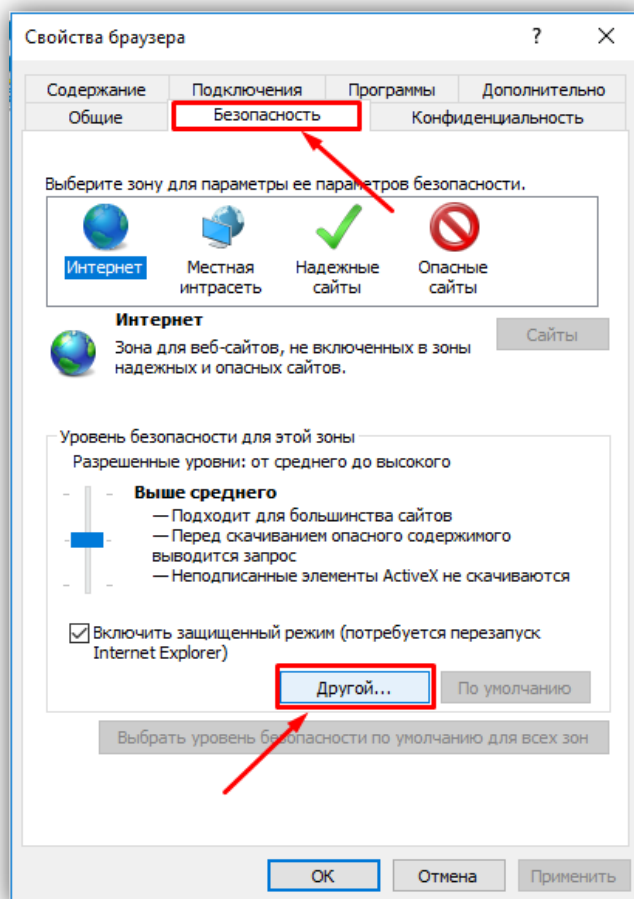 Свойства браузера ? ×
Содержание Подключения Программы Дополнительно
Общие Безопасность Конфиденциальность
Выберите зону для параметры ее параметров безопасности.
Интернет
Местная
интрасеть
Надежные
сайты
Опасные
сайты
Интернет
Зона для веб-сайтов, не включенных в зоны
надежных и опасных сайтов.
Сайты
Уровень безопасности для этой зоны
Разрешенные уровни: от среднего до высокого
Выше среднего
— Подходит для большинства сайтов
— Перед скачиванием опасного содержимого
выводится запрос
— Неподписанные элементы ActiveX не скачиваются
Включить защищенный режим (потребуется перезапуск
Internet Explorer)
Другой... По умолчанию
Выбрать уровень безопасности по умолчанию для всех зон
ОК Отмена Применить